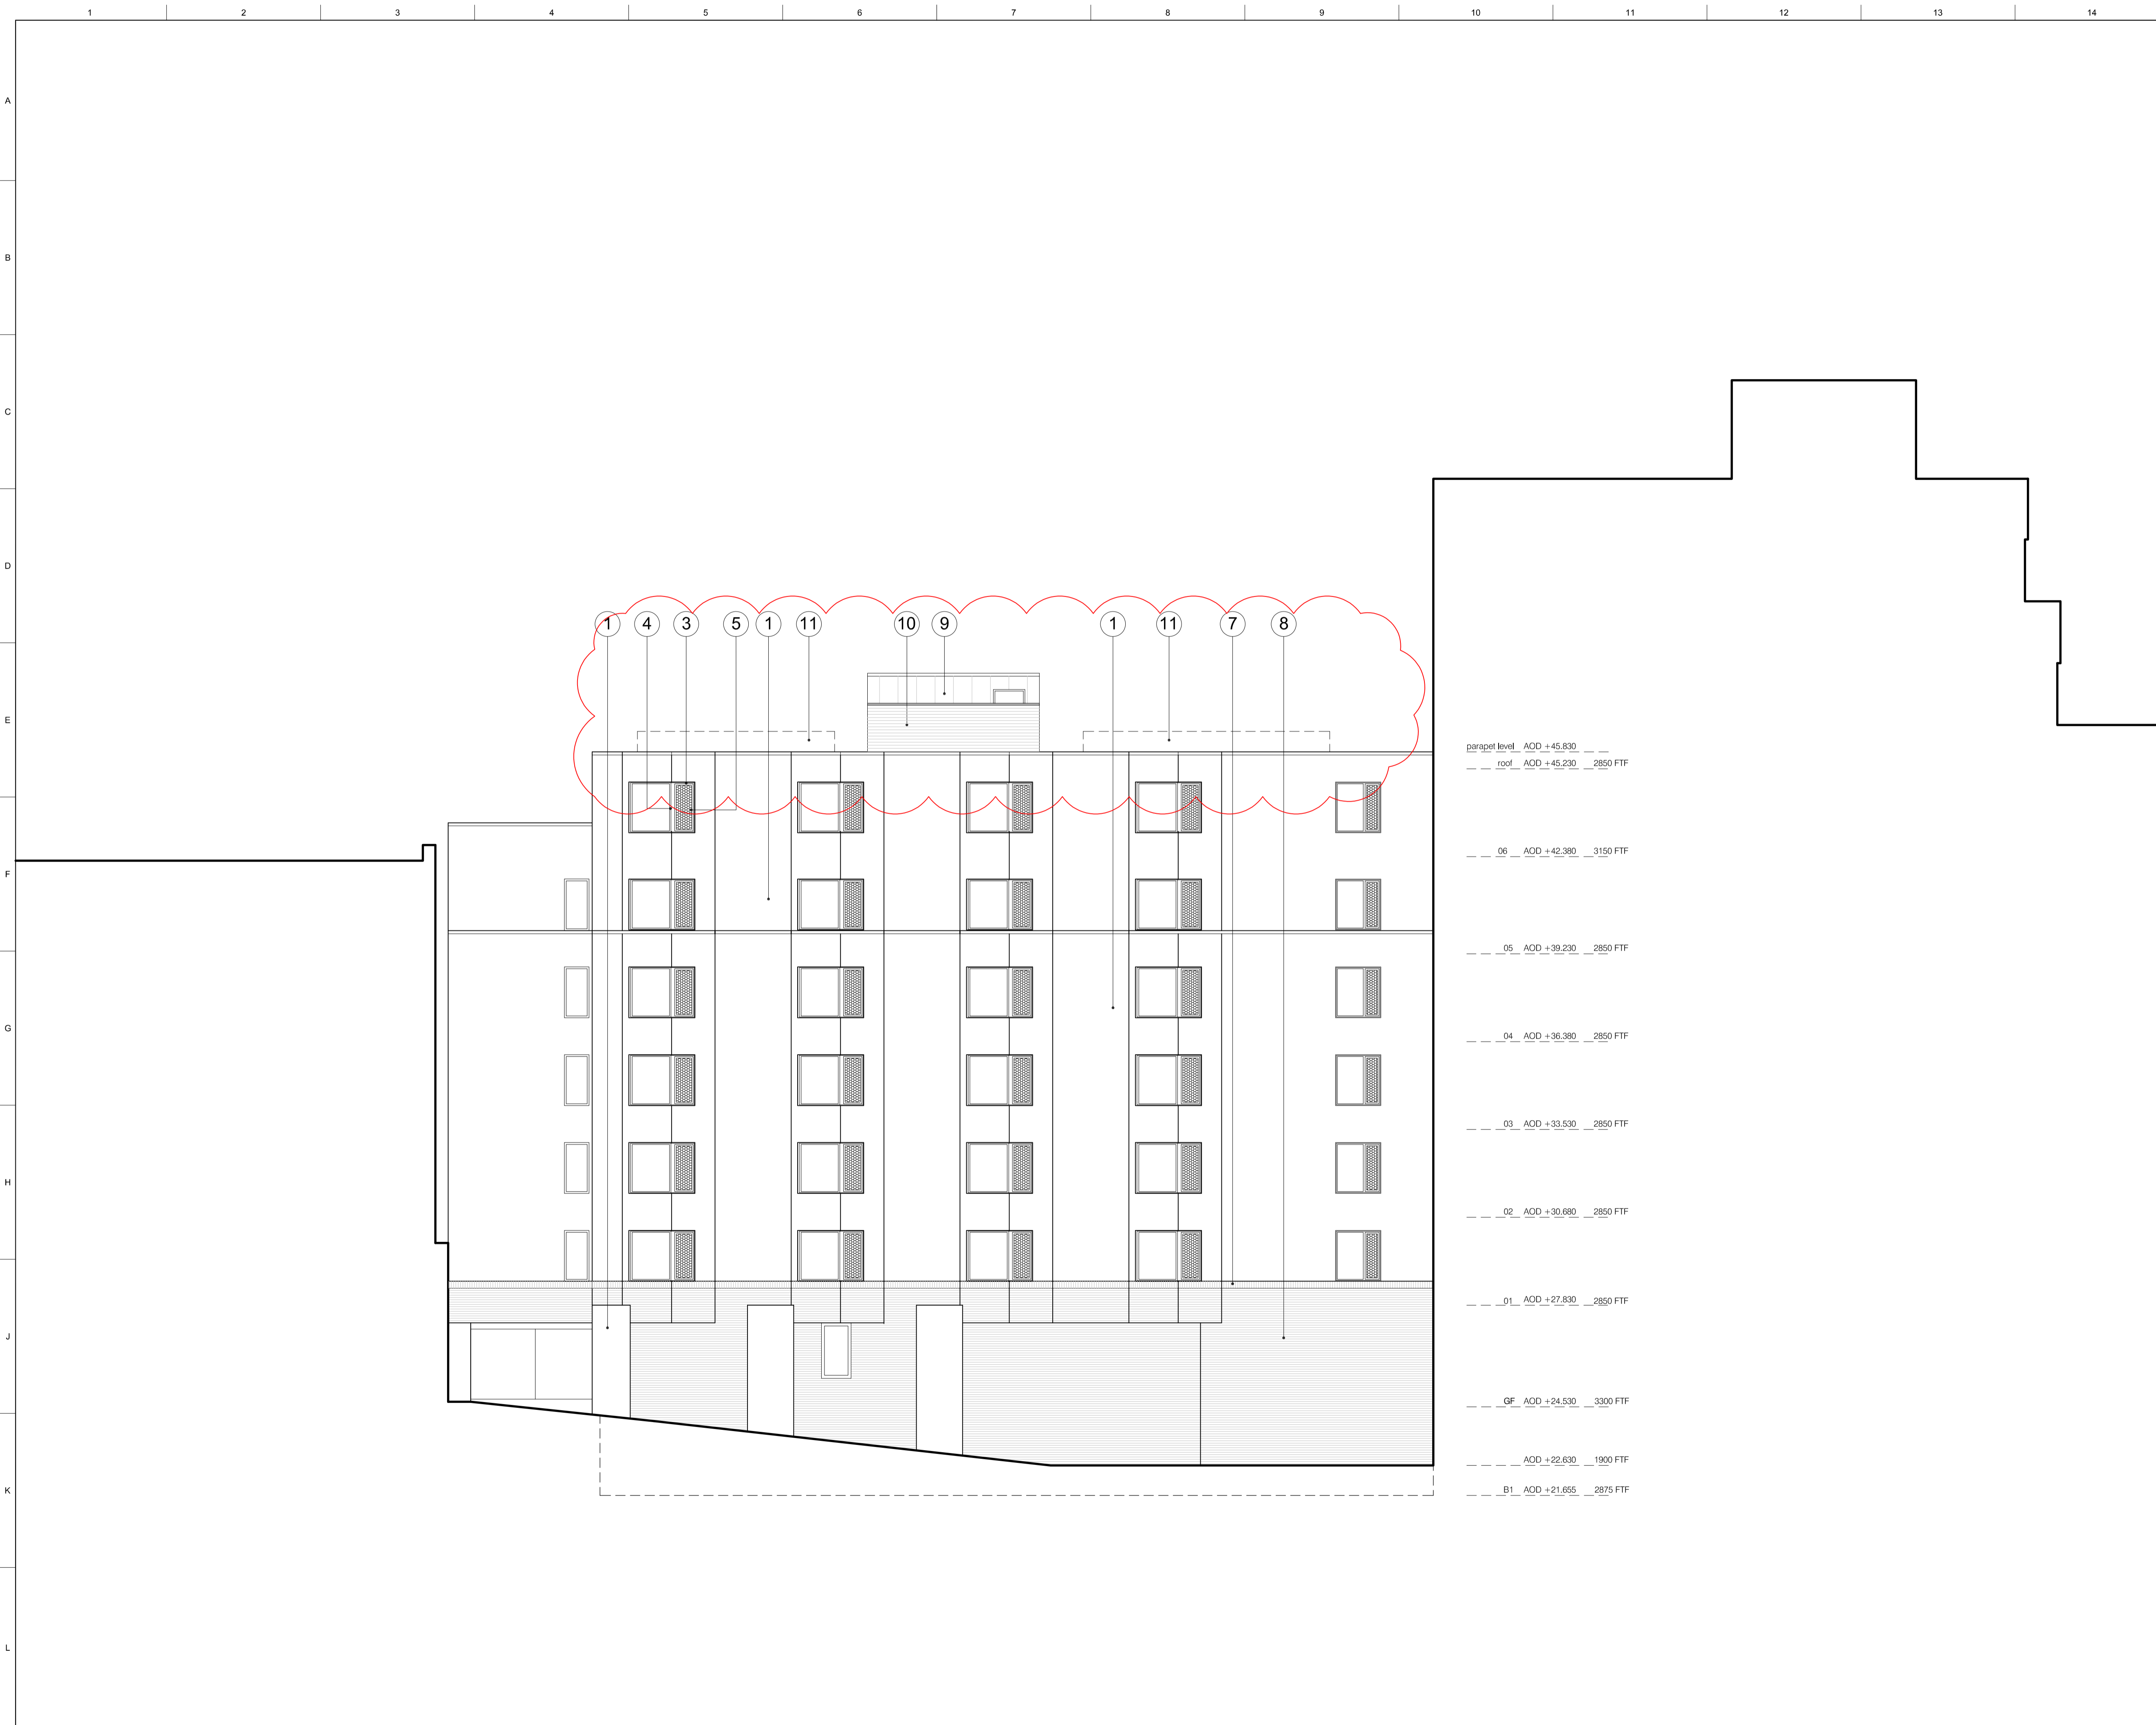 1 2 3 4 5 6 7 8 9 10 11 12 13 14
A
B
C
D
1 4 3 5 1 11 10 9 1 11 7 8
E
parapet level AOD +45.830
roof AOD +45.230 2850 FTF
06 AOD +42.380 3150 FTF
F
05 AOD +39.230 2850 FTF
G
04 AOD +36.380 2850 FTF
03 AOD +33.530 2850 FTF
H
02 AOD +30.680 2850 FTF
01 AOD +27.830 2850 FTF
J
GF AOD +24.530 3300 FTF
AOD +22.630 1900 FTF
K
B1 AOD +21.655 2875 FTF
L